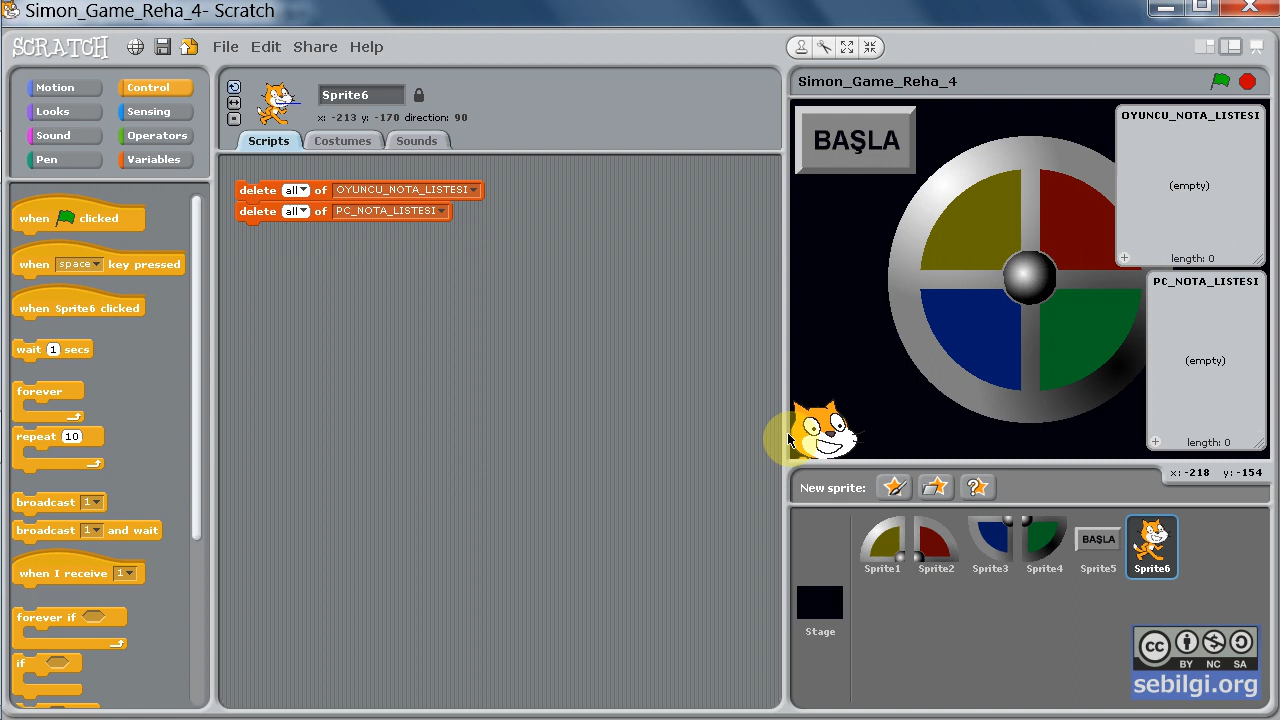 Simon_Game_Reha_4- Scratch
SCRATCH File Edit Share Help
Motion Control
Looks Sensing
Sound Operators
Pen Variables
when clicked
when space key pressed
when Sprite6 clicked
wait 1 secs
forever
repeat 10
broadcast 1
broadcast 1 and wait
when I receive 1
forever if
if
Sprite6
x: -213 y: -170 direction: 90
Scripts Costumes Sounds
delete all of OYUNCU_NOTA_LISTESI
delete all of PC_NOTA_LISTESI
Simon_Game_Reha_4
BAŞLA
OYUNCU_NOTA_LISTESI
(empty)
+ length: 0
PC_NOTA_LISTESI
(empty)
+ length: 0
x: -218 y: -154
New sprite:
Sprite1 Sprite2 Sprite3 Sprite4 BAŞLA Sprite5 Sprite6
Stage
cc BY NC SA
sebilgi.org